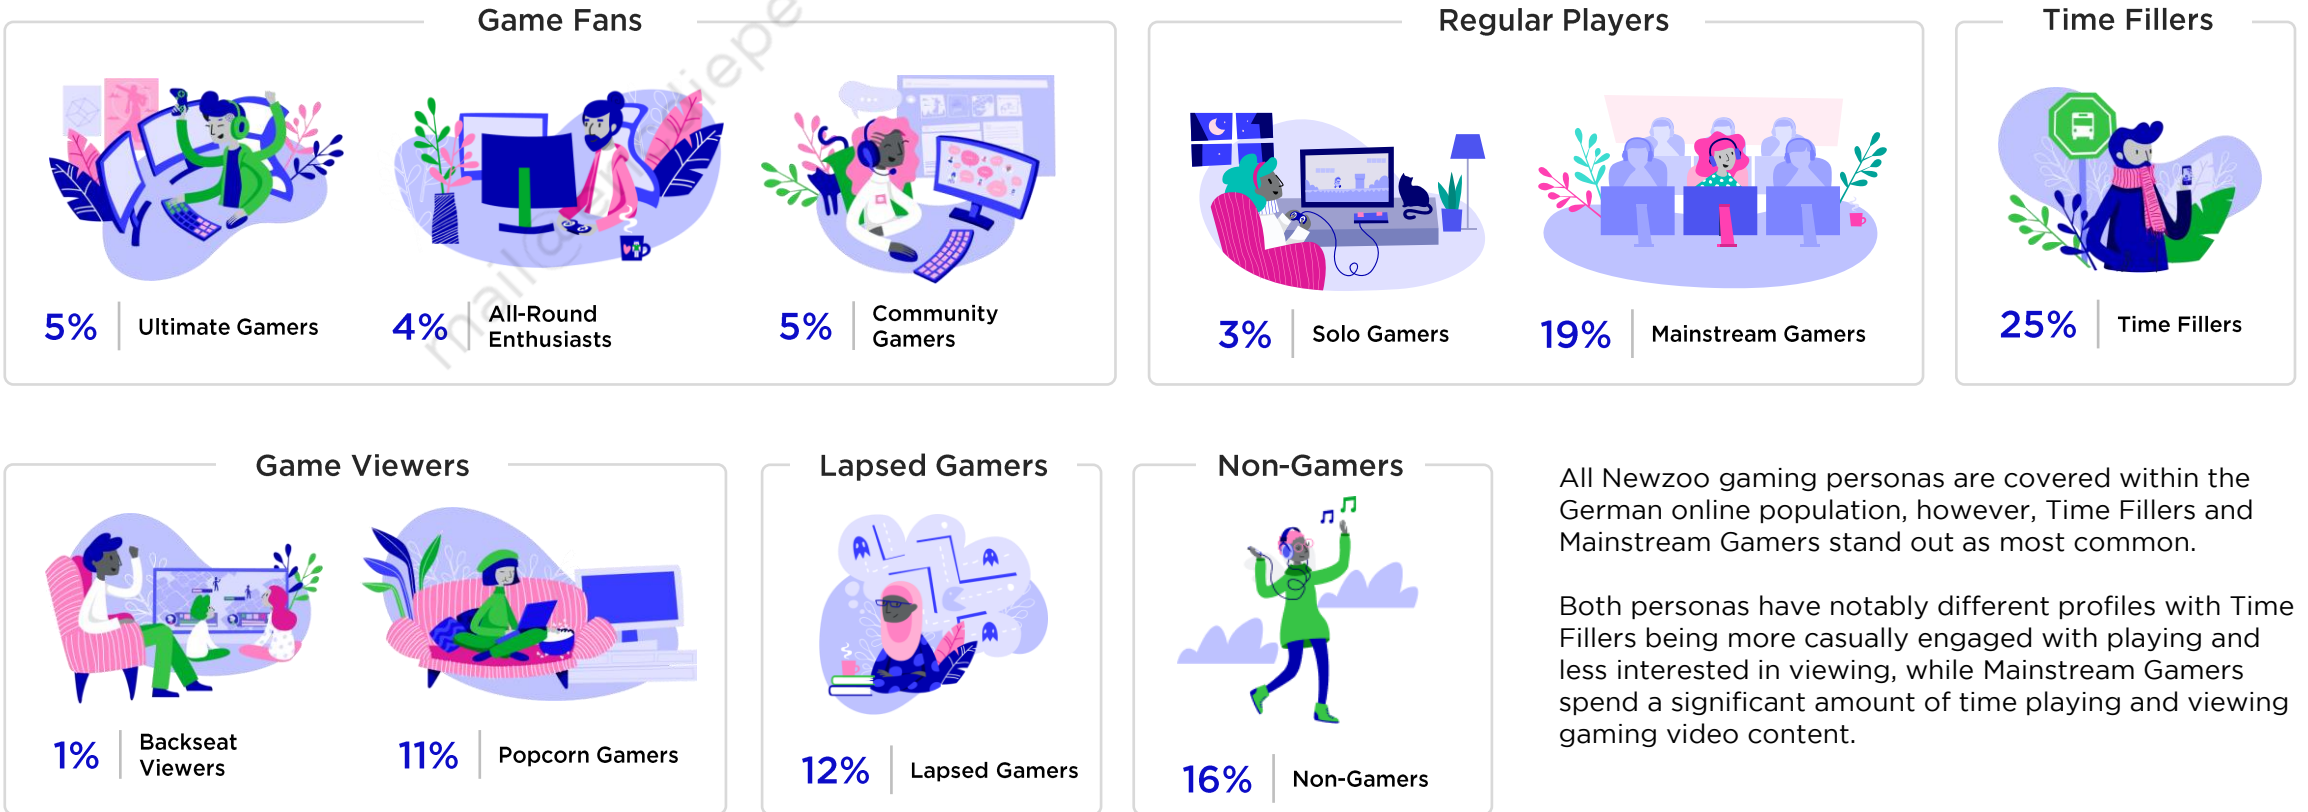 Game Fans
Regular Players
Time Fillers
5%
Ultimate Gamers
4%
All-Round
Enthusiasts
5%
Community
Gamers
3%
Solo Gamers
19%
Mainstream Gamers
25%
Time Fillers
Game Viewers
Lapsed Gamers
Non-Gamers
1%
Backseat
Viewers
11%
Popcorn Gamers
12%
Lapsed Gamers
16%
Non-Gamers
All Newzoo gaming personas are covered within the
German online population, however, Time Fillers and
Mainstream Gamers stand out as most common.
Both personas have notably different profiles with Time
Fillers being more casually engaged with playing and
less interested in viewing, while Mainstream Gamers
spend a significant amount of time playing and viewing
gaming video content.